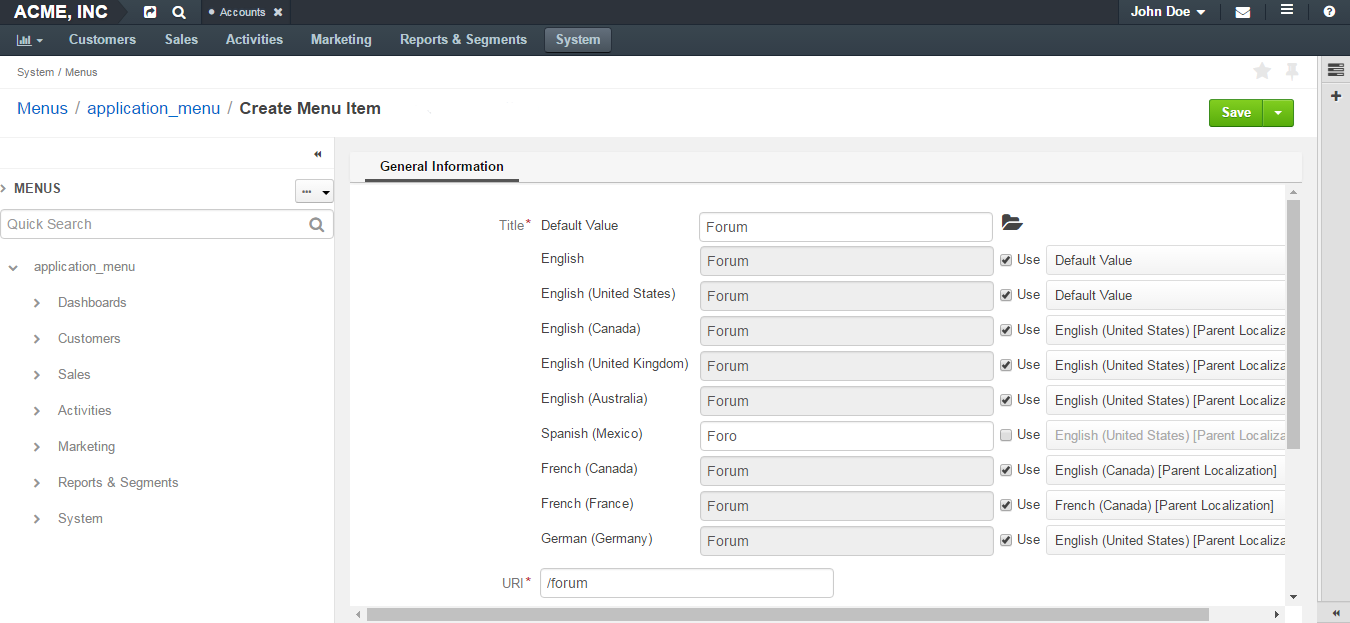 ACME, INC • Accounts ✖ John Doe
Customers Sales Activities Marketing Reports & Segments System
System / Menus
Menus / application_menu / Create Menu Item
Save
General Information
MENUS
...
Quick Search
application_menu
Dashboards
Customers
Sales
Activities
Marketing
Reports & Segments
System
Title* Default Value Forum
English Forum Use Default Value
English (United States) Forum Use Default Value
English (Canada) Forum Use English (United States) [Parent Localiza
English (United Kingdom) Forum Use English (United States) [Parent Localiza
English (Australia) Forum Use English (United States) [Parent Localiza
Spanish (Mexico) Foro Use English (United States) [Parent Localiza
French (Canada) Forum Use English (Canada) [Parent Localization]
French (France) Forum Use French (Canada) [Parent Localization]
German (Germany) Forum Use English (United States) [Parent Localiza
URI* /forum